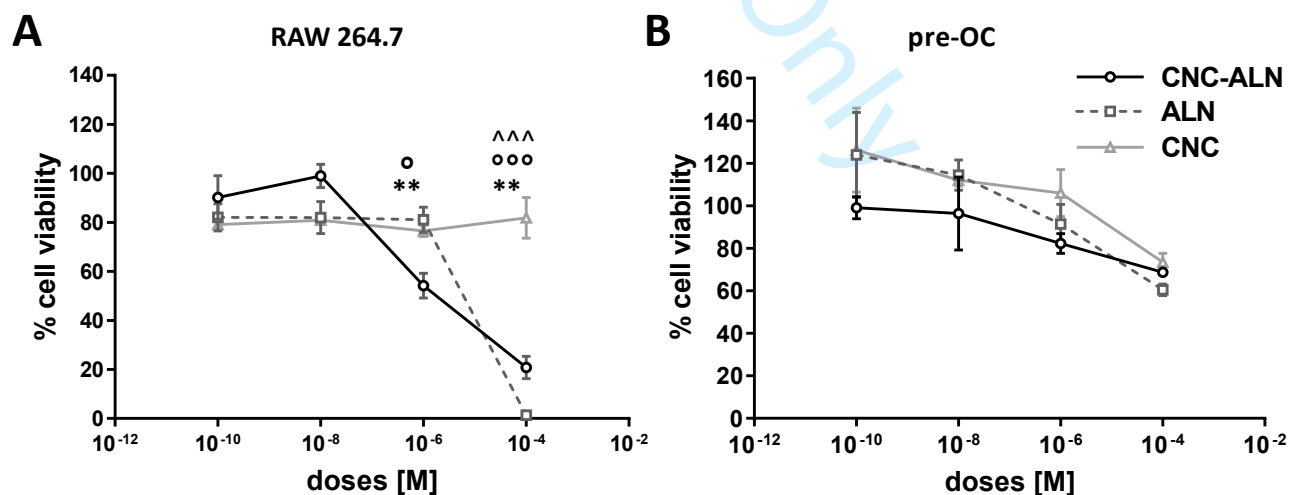 A
RAW 264.7
140
120
100
80
60
40
20
0
% cell viability
^^^
° °°°
** **
10-12 10-10 10-8 10-6 10-4 10-2
doses [M]
B
pre-OC
160
140
120
100
80
60
40
20
0
% cell viability
CNC-ALN
ALN
CNC
10-12 10-10 10-8 10-6 10-4 10-2
doses [M]
Only